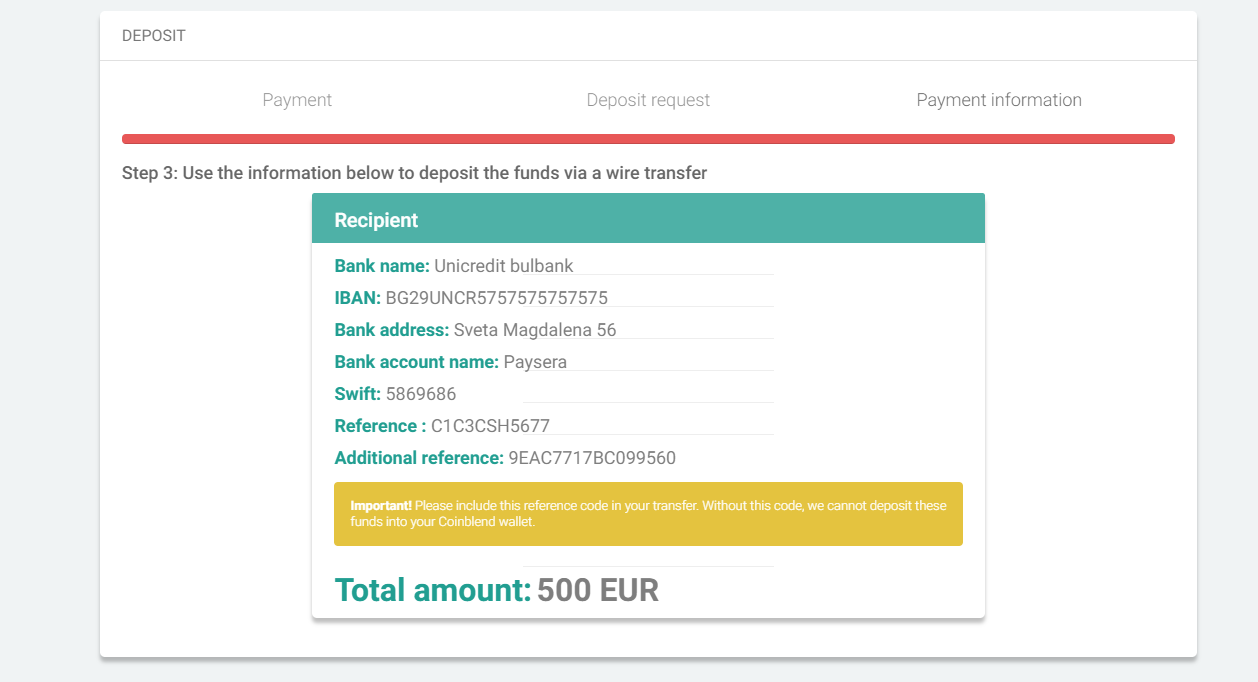 DEPOSIT
Payment Deposit request Payment information
Step 3: Use the information below to deposit the funds via a wire transfer
Recipient
Bank name: Unicredit bulbank
IBAN: BG29UNCR5757575757575
Bank address: Sveta Magdalena 56
Bank account name: Paysera
Swift: 5869686
Reference : C1C3CSH5677
Additional reference: 9EAC7717BC099560
Important! Please include this reference code in your transfer. Without this code, we cannot deposit these
funds into your Coinblend wallet.
Total amount: 500 EUR